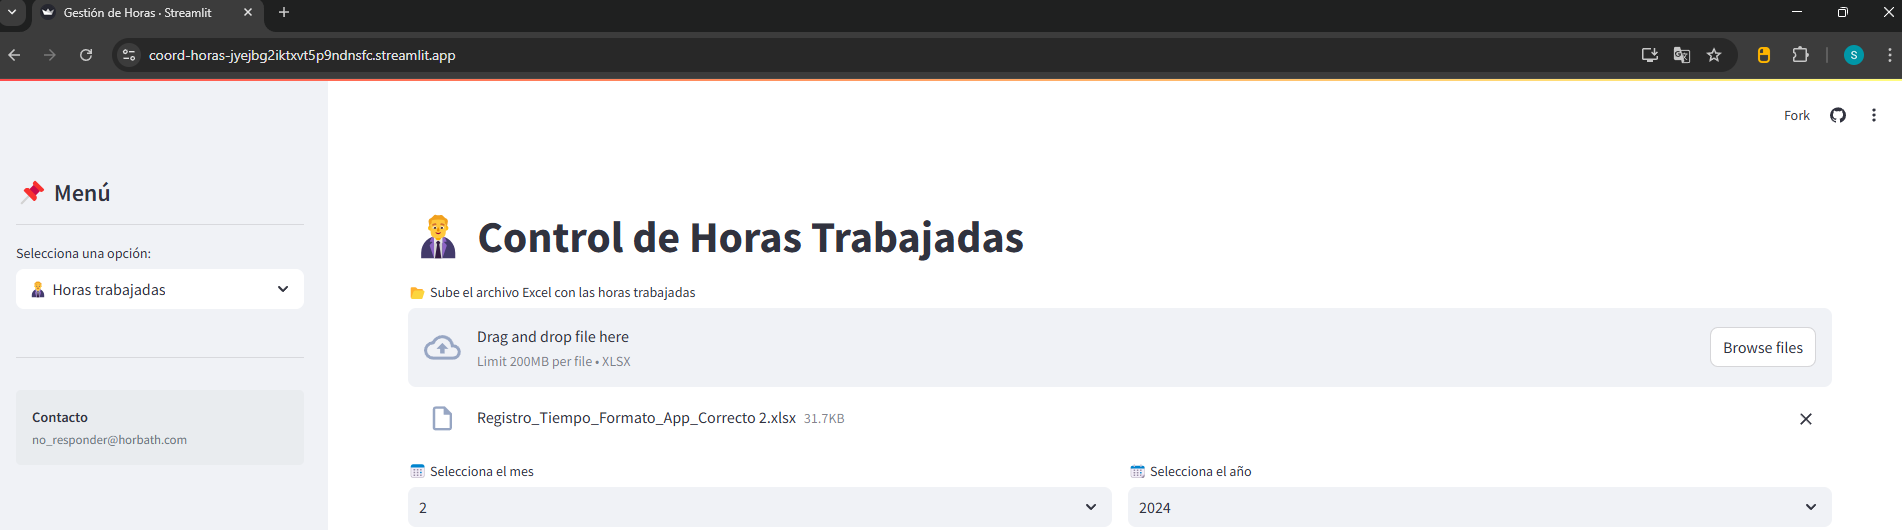 Gestión de Horas · Streamlit
coord-horas-jyejbg2iktxvt5p9ndnsfc.streamlit.app
S
Fork
Menú
Selecciona una opción:
Horas trabajadas
Contacto
no_responder@horbath.com
Control de Horas Trabajadas
Sube el archivo Excel con las horas trabajadas
Drag and drop file here
Limit 200MB per file • XLSX
Browse files
Registro_Tiempo_Formato_App_Correcto 2.xlsx 31.7KB
Selecciona el mes
2
Selecciona el año
2024